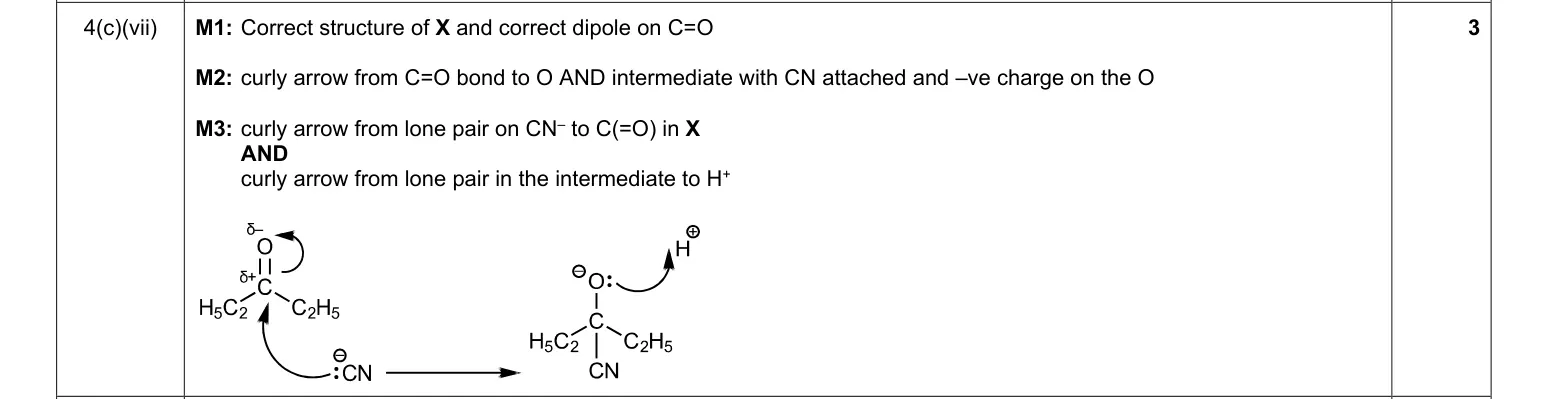 4(c)(vii) M1: Correct structure of X and correct dipole on C=O 3
M2: curly arrow from C=O bond to O AND intermediate with CN attached and –ve charge on the O
M3: curly arrow from lone pair on CN⁻ to C(=O) in X
AND
curly arrow from lone pair in the intermediate to H⁺
δ–
O
δ+
C
H₅C₂ C₂H₅
⊖
:CN
⊕
H
⊖
O:
C
H₅C₂ C₂H₅
CN